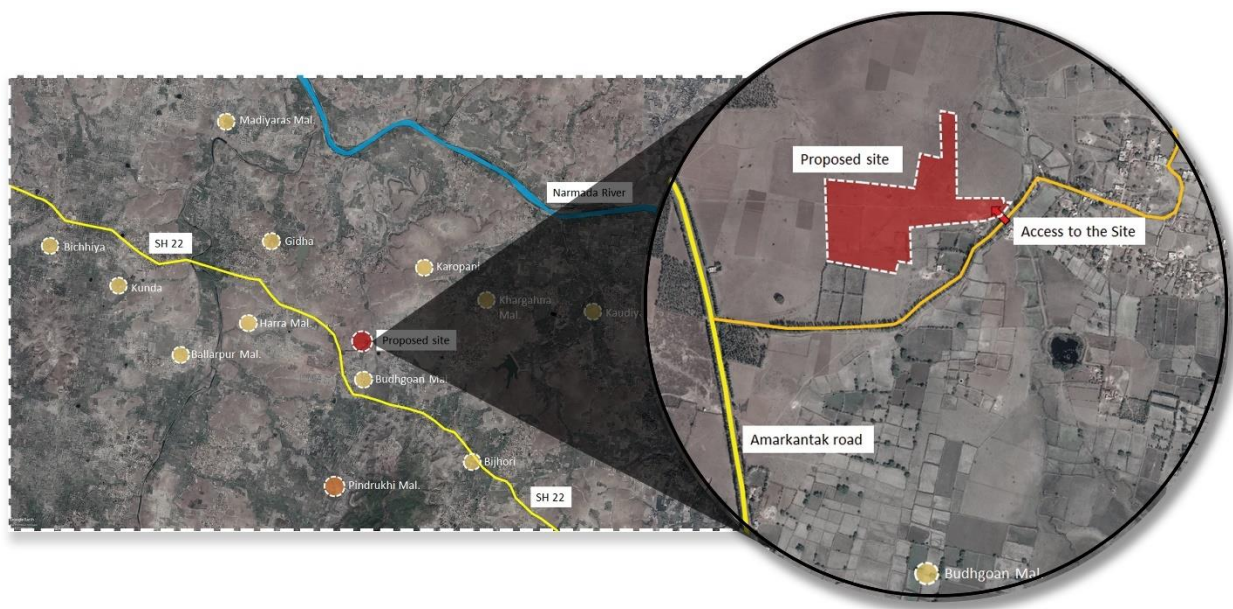 Madiyaras Mal.
Narmada River
Bichhiya
SH 22
Gidha
Kunda
Harra Mal.
Ballarpur Mal.
Khargahna
Mal.
Kaudiy
Proposed site
Budhgoan Mal
Bijhori
Pindrukhi Mal.
SH 22
Proposed site
Access to the Site
Amarkantak road
Budhgoan Mal.